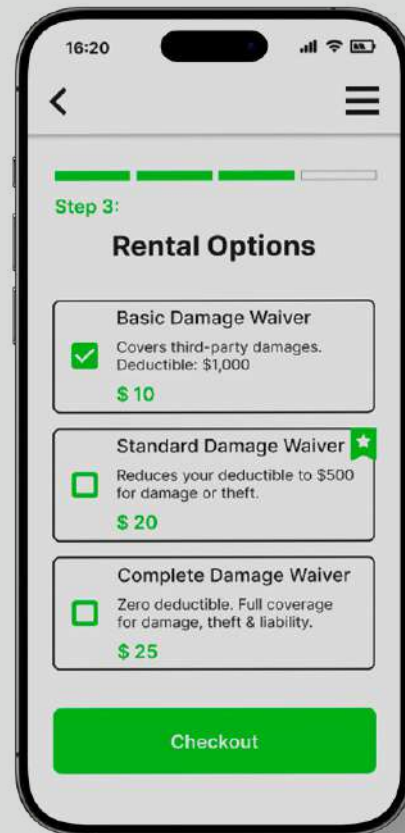 16:20
Step 3:
Rental Options
Basic Damage Waiver
Covers third-party damages.
Deductible: $1,000
$ 10
Standard Damage Waiver
Reduces your deductible to $500
for damage or theft.
$ 20
Complete Damage Waiver
Zero deductible. Full coverage
for damage, theft & liability.
$ 25
Checkout